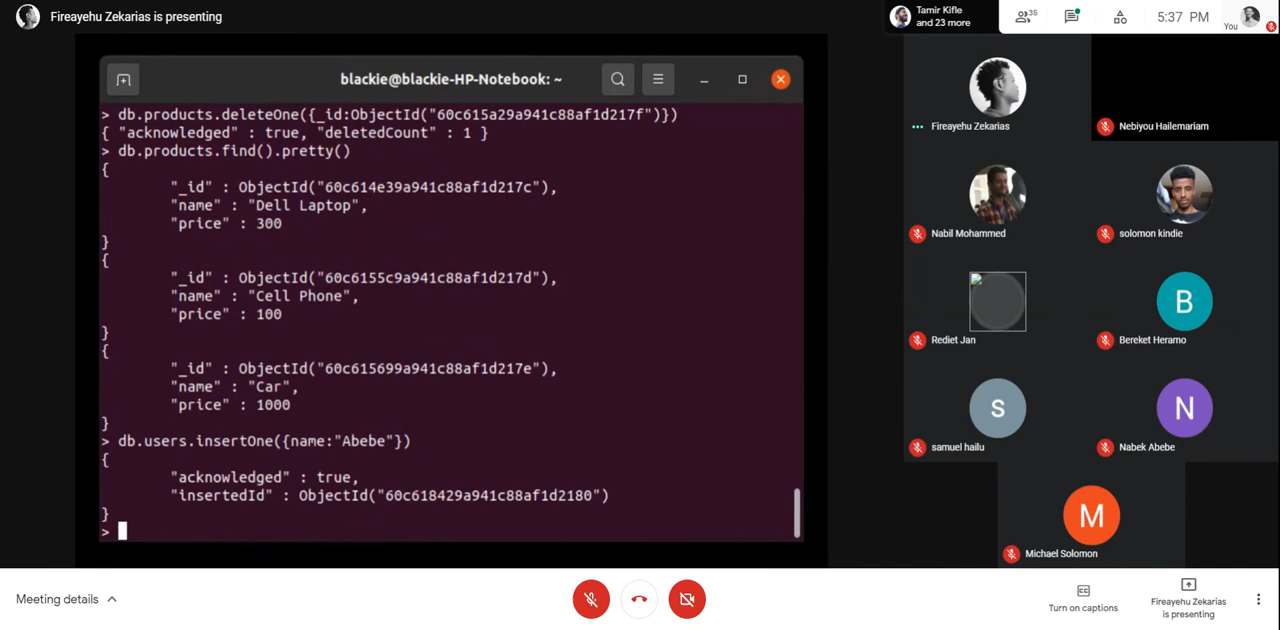 Fireayehu Zekarias is presenting
Tamir Kifle
and 23 more
35
5:37 PM
You
blackie@blackie-HP-Notebook: ~
> db.products.deleteOne({_id:ObjectId("60c615a29a941c88af1d217f")})
{ "acknowledged" : true, "deletedCount" : 1 }
> db.products.find().pretty()
{
"_id" : ObjectId("60c614e39a941c88af1d217c"),
"name" : "Dell Laptop",
"price" : 300
}
{
"_id" : ObjectId("60c6155c9a941c88af1d217d"),
"name" : "Cell Phone",
"price" : 100
}
{
"_id" : ObjectId("60c615699a941c88af1d217e"),
"name" : "Car",
"price" : 1000
}
> db.users.insertOne({name:"Abebe"})
{
"acknowledged" : true,
"insertedId" : ObjectId("60c618429a941c88af1d2180")
}
>
Fireayehu Zekarias
Nebiyou Hailemariam
Nabil Mohammed
solomon kindie
Rediet Jan
B
Bereket Heramo
s
samuel hailu
N
Nabek Abebe
M
Michael Solomon
Meeting details
CC
Turn on captions
Fireayehu Zekarias
is presenting